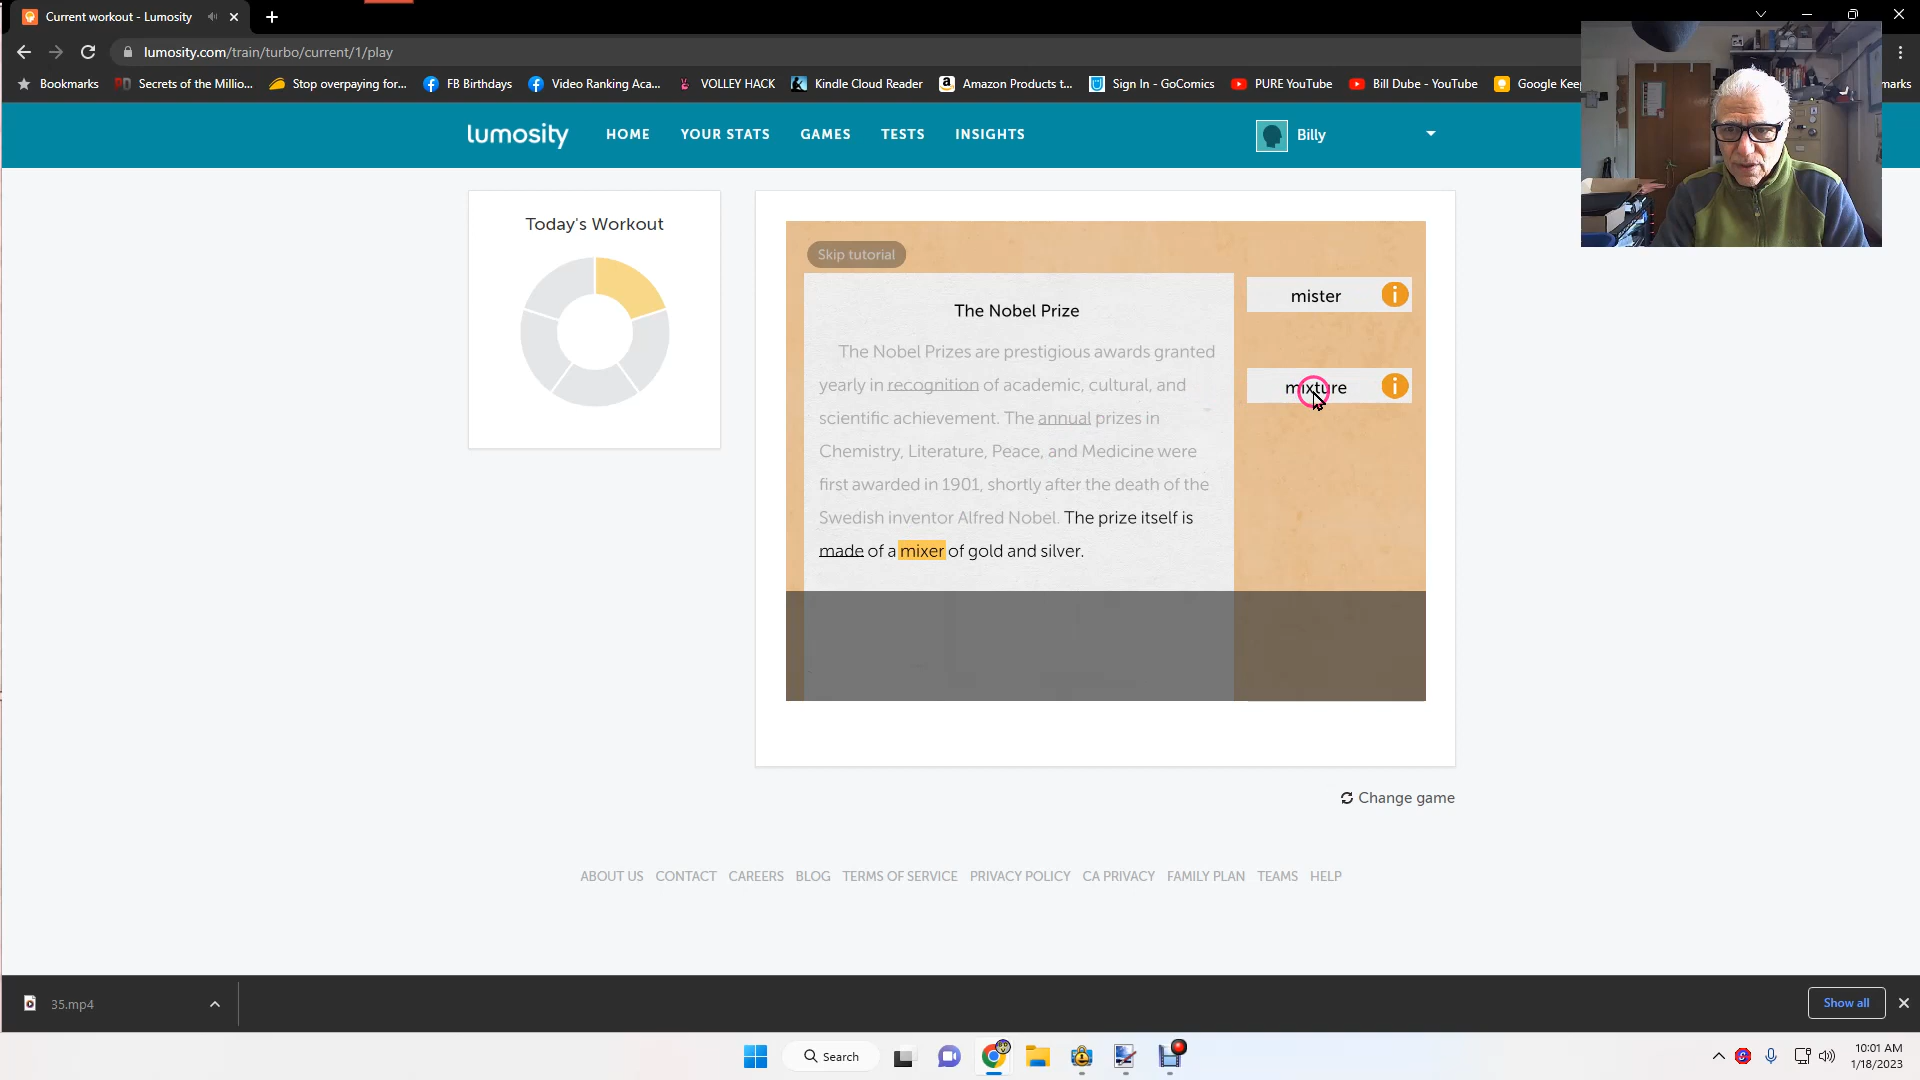 Current workout - Lumosity
lumosity.com/train/turbo/current/1/play
Bookmarks
Secrets of the Millio...
Stop overpaying for...
FB Birthdays
Video Ranking Aca...
VOLLEY HACK
Kindle Cloud Reader
Amazon Products t...
Sign In - GoComics
PURE YouTube
Bill Dube - YouTube
Google Keep
marks
lumosity
HOME
YOUR STATS
GAMES
TESTS
INSIGHTS
Billy
Today's Workout
Skip tutorial
The Nobel Prize
The Nobel Prizes are prestigious awards granted
yearly in recognition of academic, cultural, and
scientific achievement. The annual prizes in
Chemistry, Literature, Peace, and Medicine were
first awarded in 1901, shortly after the death of the
Swedish inventor Alfred Nobel. The prize itself is
made of a mixer of gold and silver.
mister
mixture
Change game
ABOUT US CONTACT CAREERS BLOG TERMS OF SERVICE PRIVACY POLICY CA PRIVACY FAMILY PLAN TEAMS HELP
35.mp4
Show all
Search
10:01 AM
1/18/2023